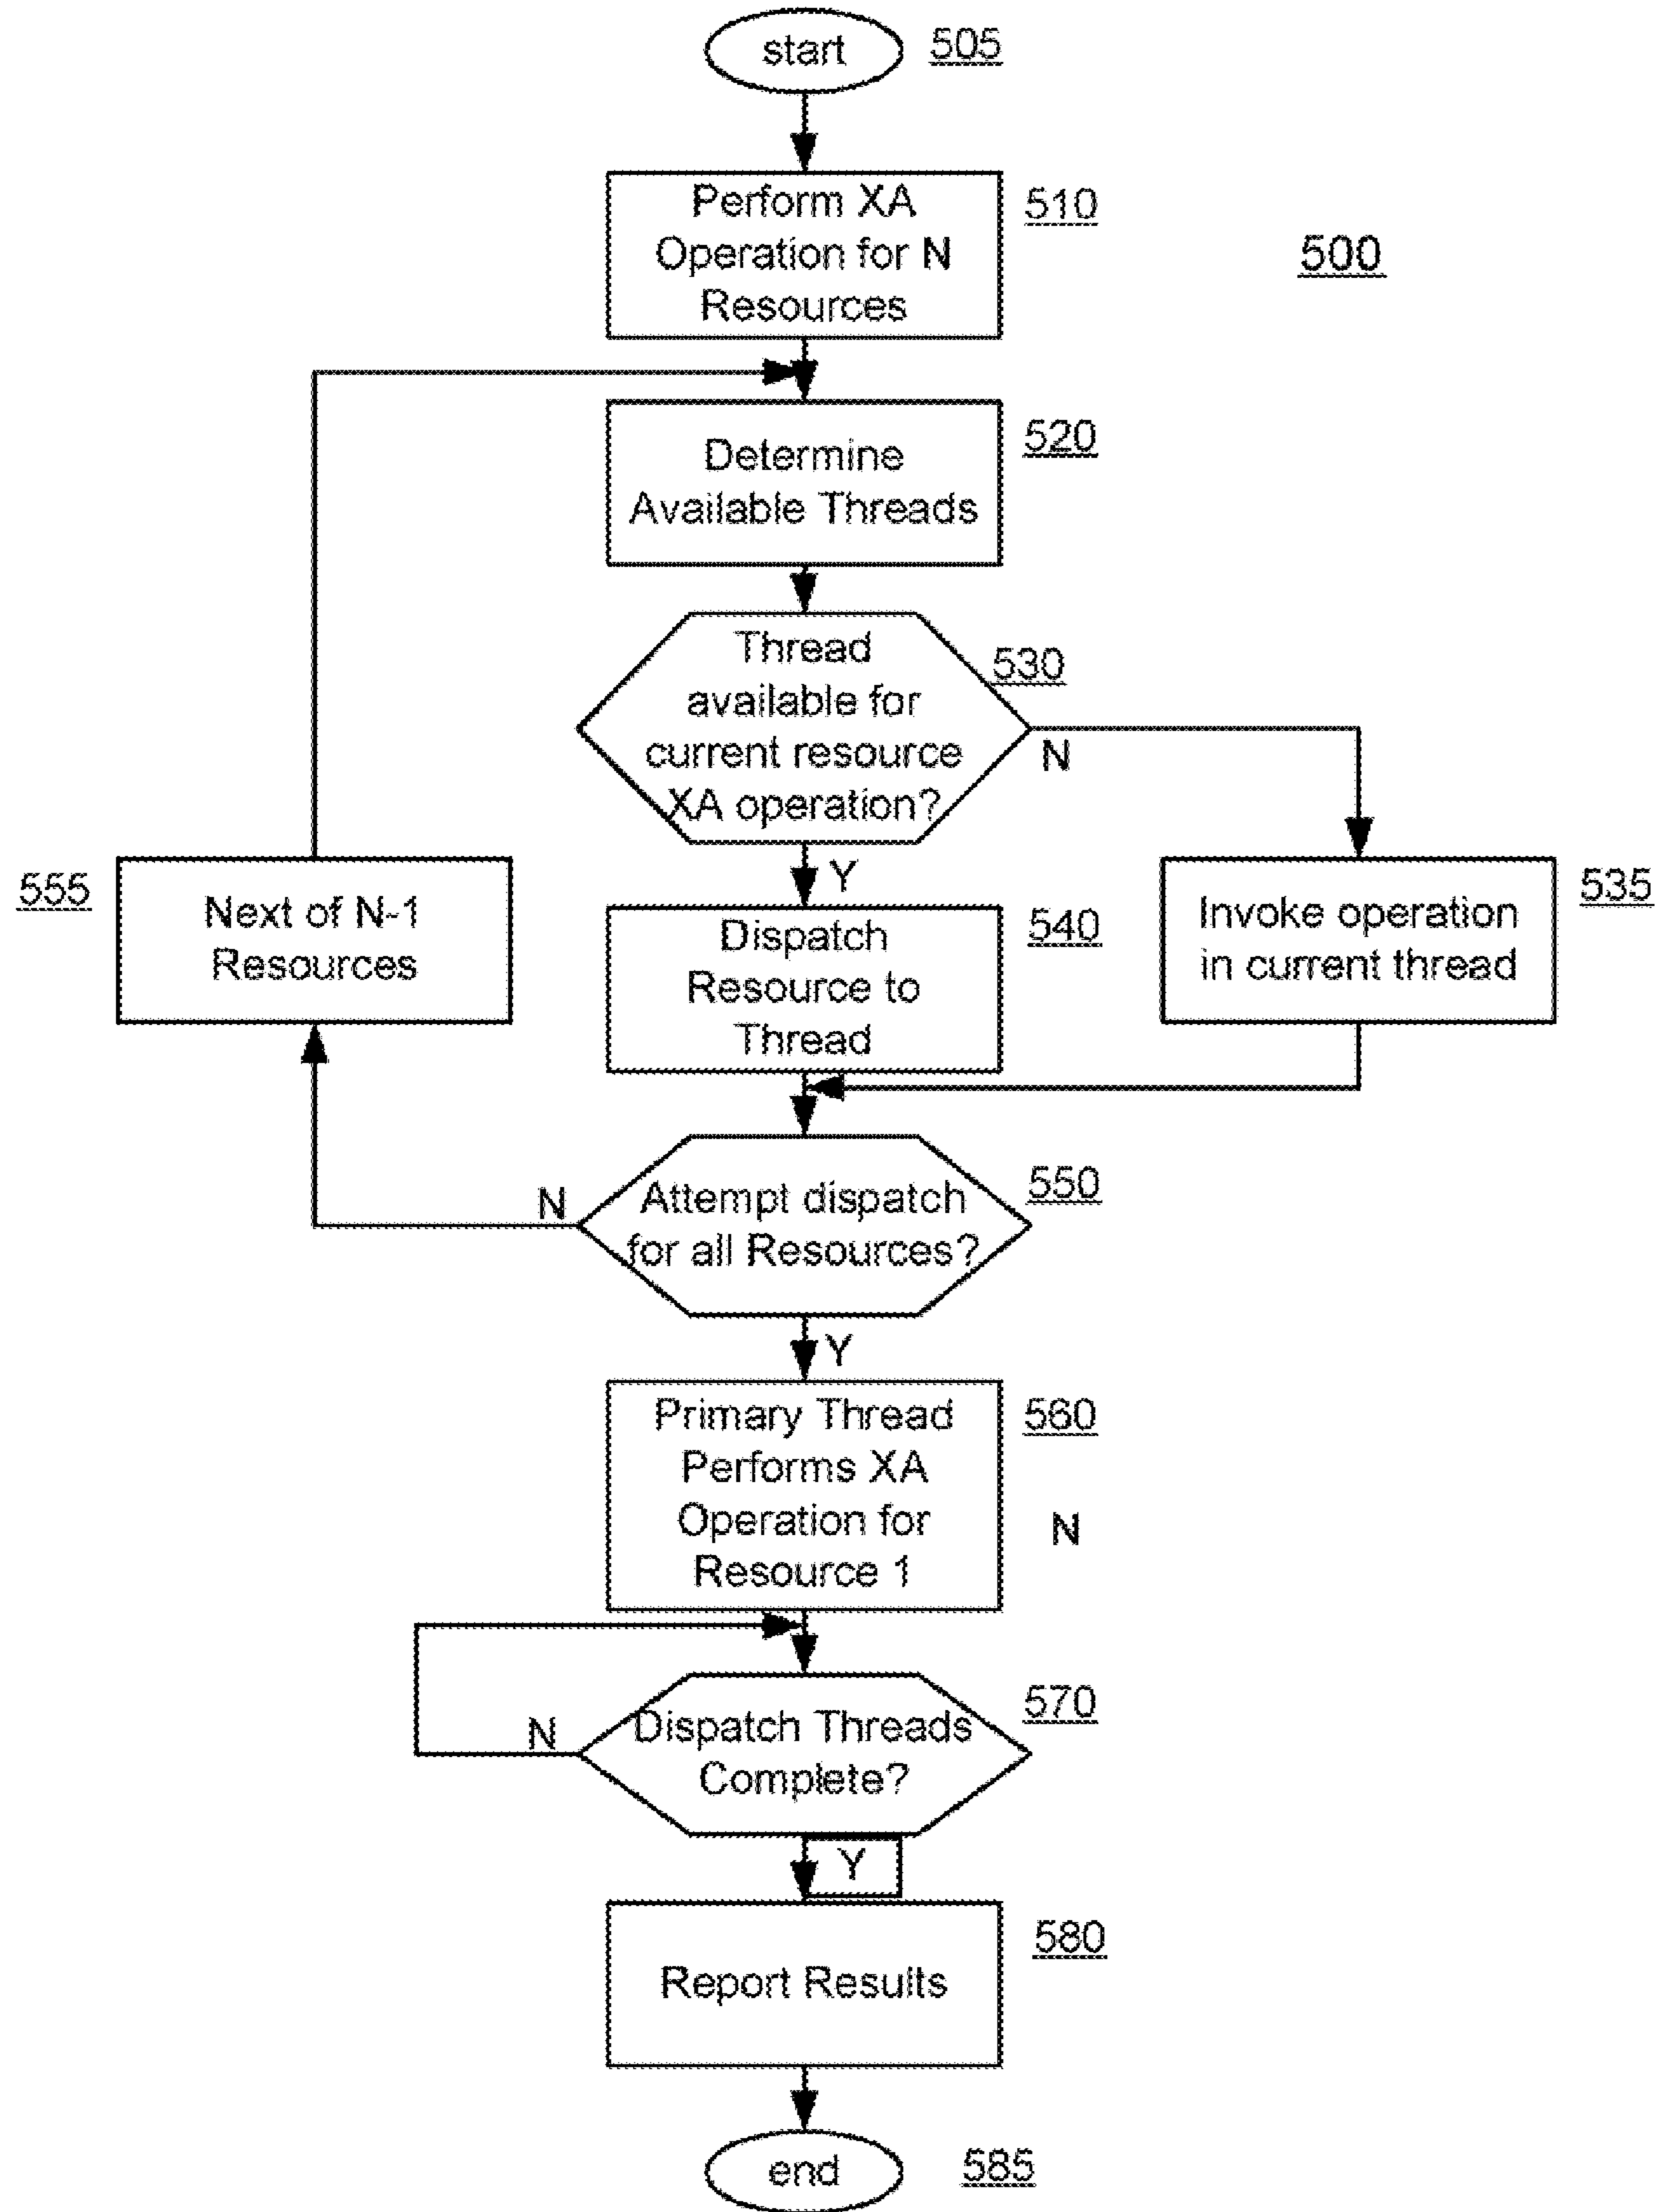 start
505
Perform XA
Operation for N
Resources
510
500
Determine
Available Threads
520
Thread
available for
current resource
XA operation?
530
N
Y
555
Next of N-1
Resources
Dispatch
Resource to
Thread
540
Invoke operation
in current thread
535
Attempt dispatch
for all Resources?
550
N
Y
Primary Thread
Performs XA
Operation for
Resource 1
560
N
Dispatch Threads
Complete?
570
N
Y
Report Results
580
end
585